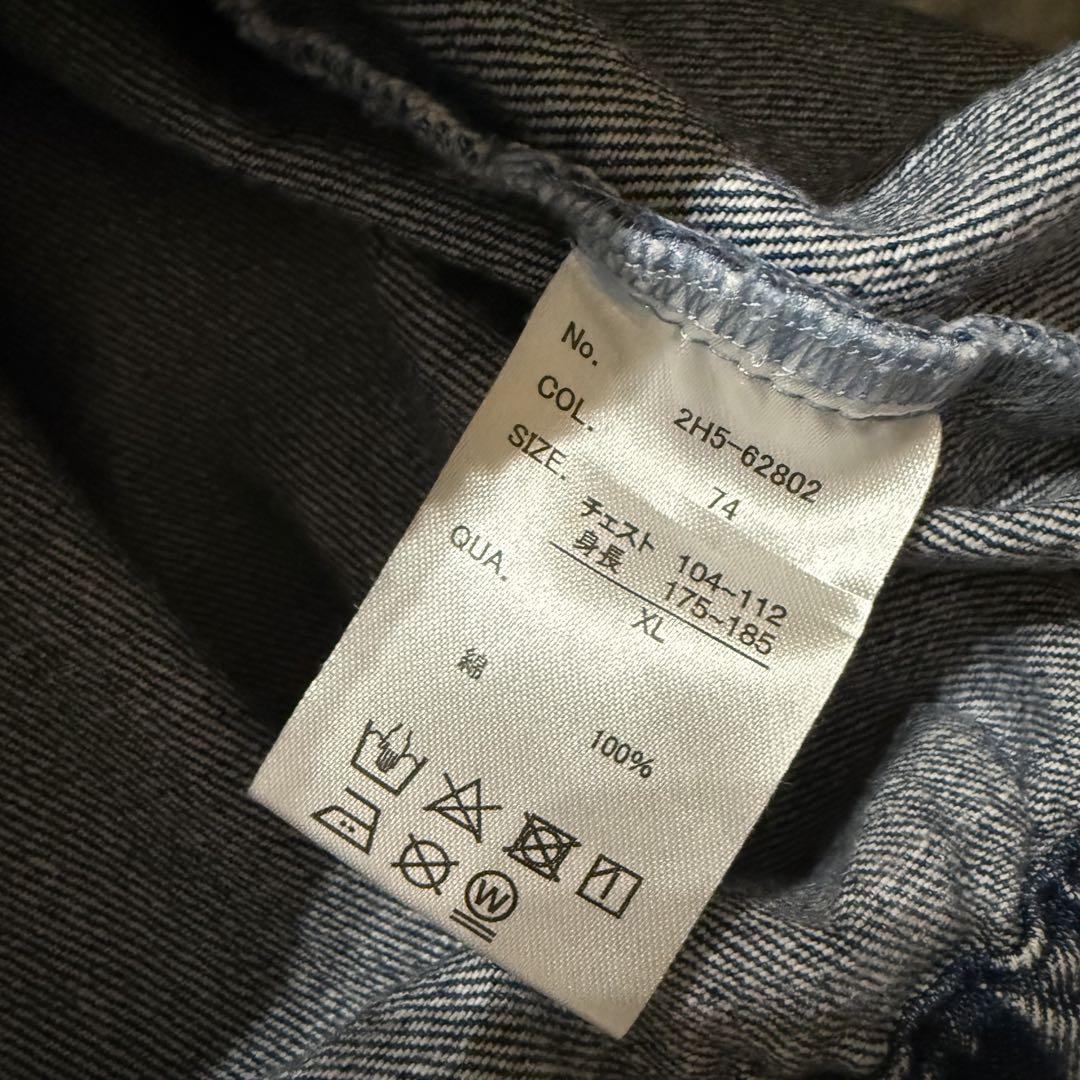 No. 2H5-62802
COL. 74
SIZE. チェスト 104~112
身長 175~185
XL
QUA.
綿 100%
W